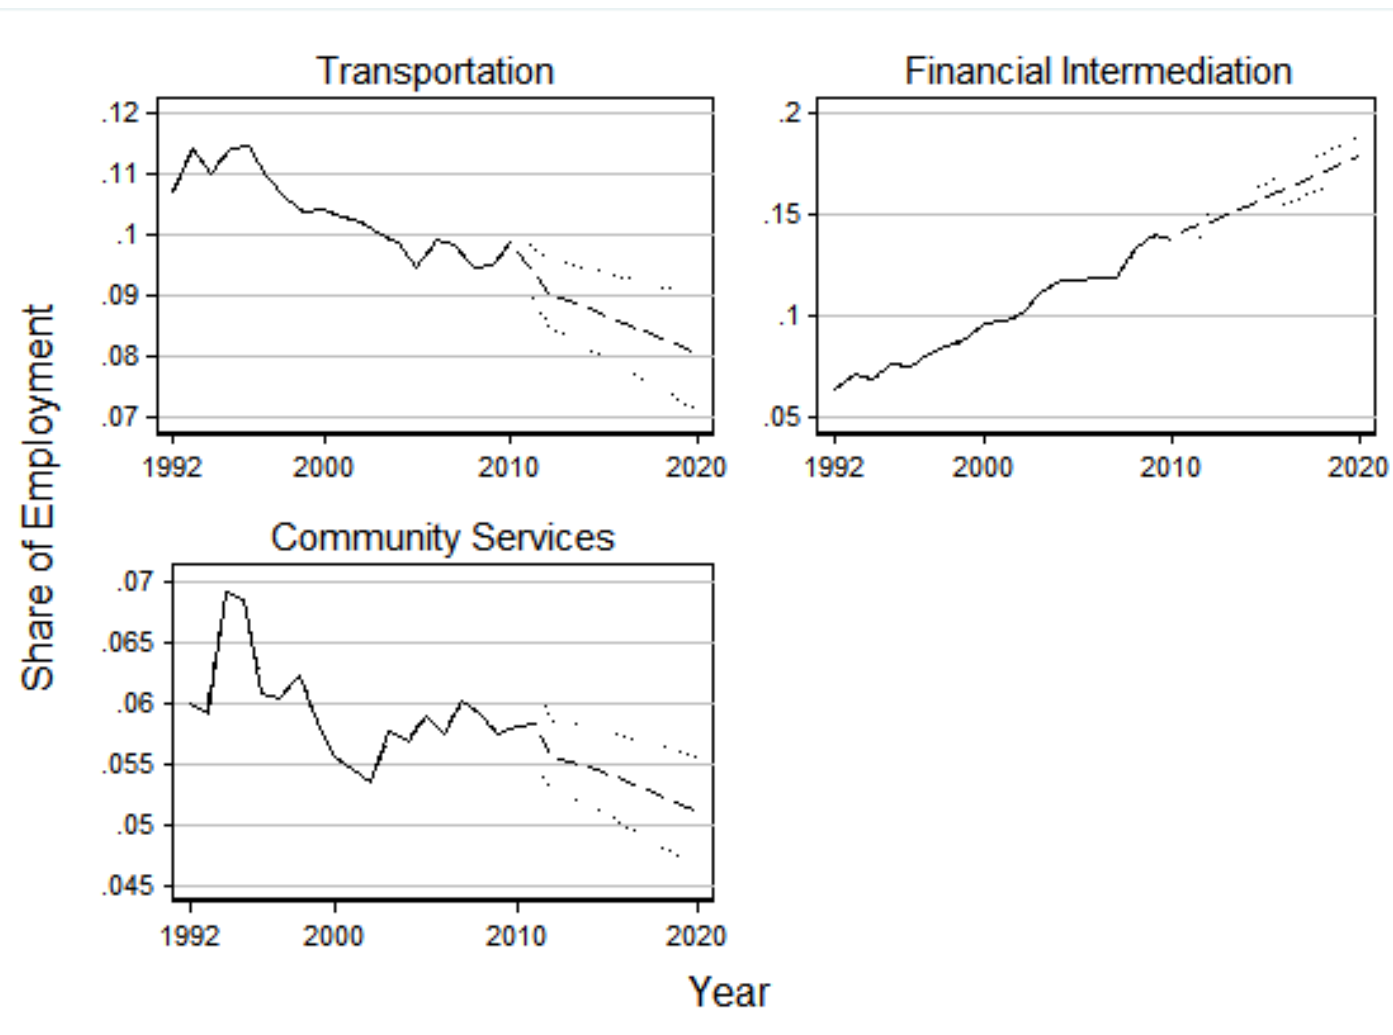 Transportation
.12
.11
.1
.09
.08
.07
1992 2000 2010 2020
Financial Intermediation
.2
.15
.1
.05
1992 2000 2010 2020
Community Services
.07
.065
.06
.055
.05
.045
1992 2000 2010 2020
Share of Employment
Year